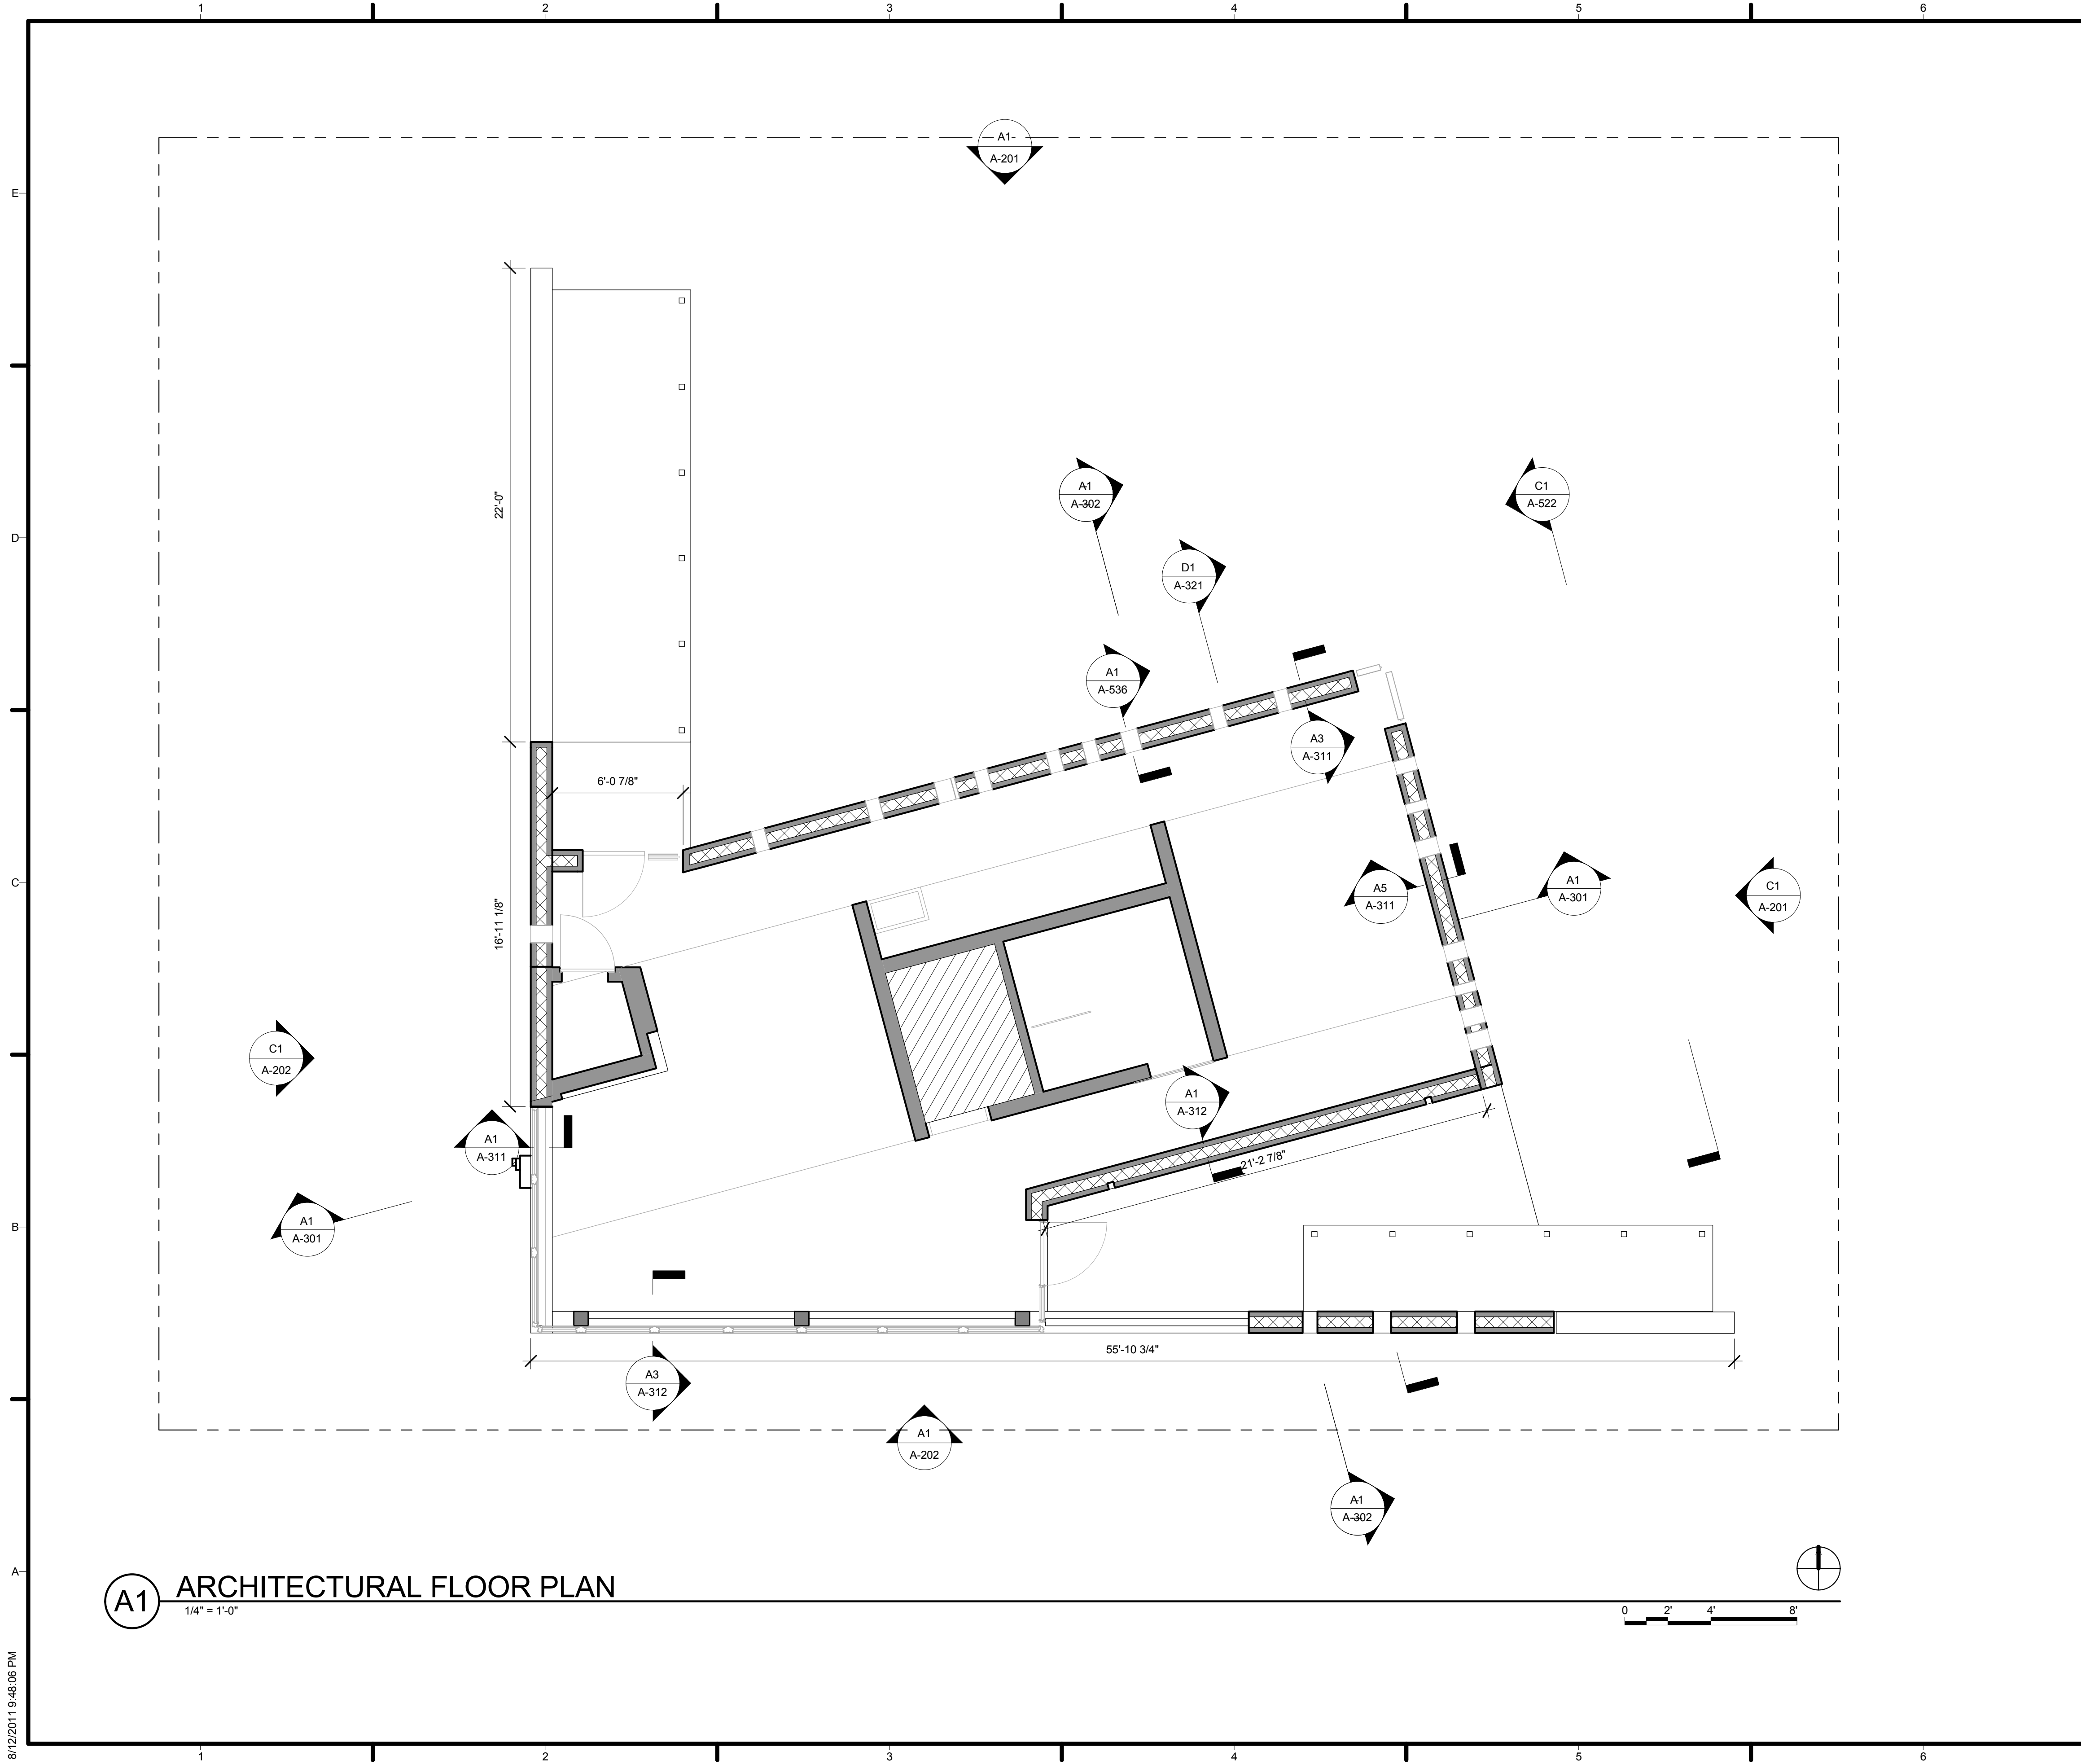 1 2 3 4 5 6
A1
A-201
E
22'-0"
A1
A-302
C1
A-522
D
D1
A-321
A1
A-536
A3
A-311
6'-0 7/8"
C
A5
A-311
A1
A-301
C1
A-201
16'-11 1/8"
C1
A-202
A1
A-312
A1
A-311
21'-2 7/8"
A1
A-301
B
55'-10 3/4"
A3
A-312
A1
A-202
A1
A-302
A
A1 ARCHITECTURAL FLOOR PLAN
1/4" = 1'-0"
0 2' 4' 8'
8/12/2011 9:48:06 PM
1 2 3 4 5 6